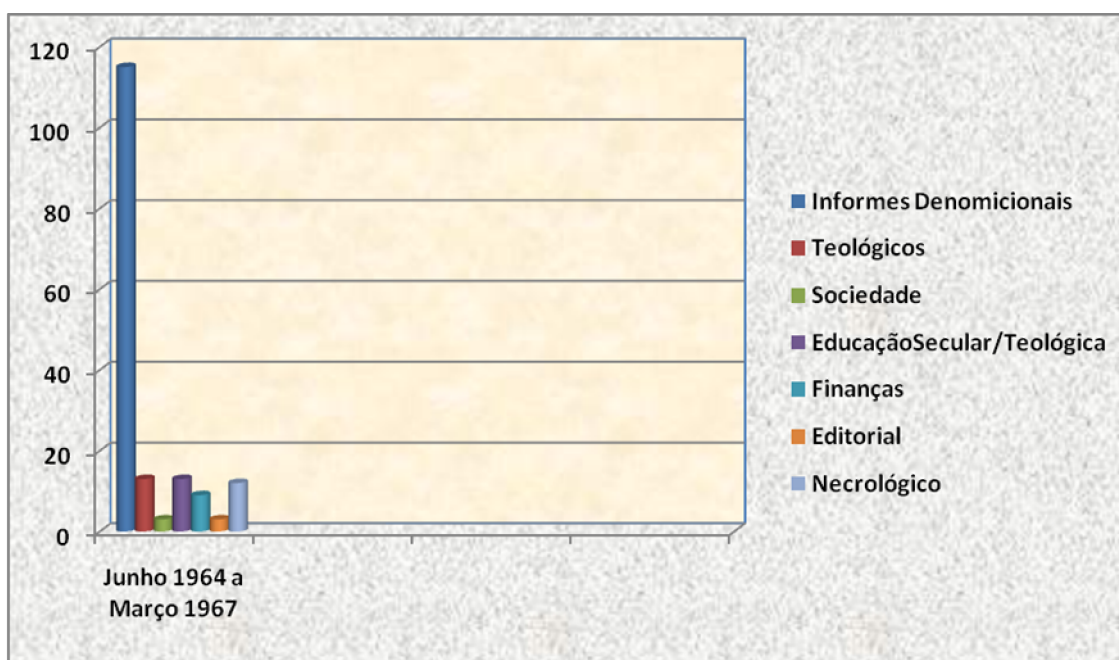 120
100
80
60
40
20
0
Junho 1964 a
Março 1967
Informes Denomicionais
Teológicos
Sociedade
EducaçãoSecular/Teológica
Finanças
Editorial
Necrológico